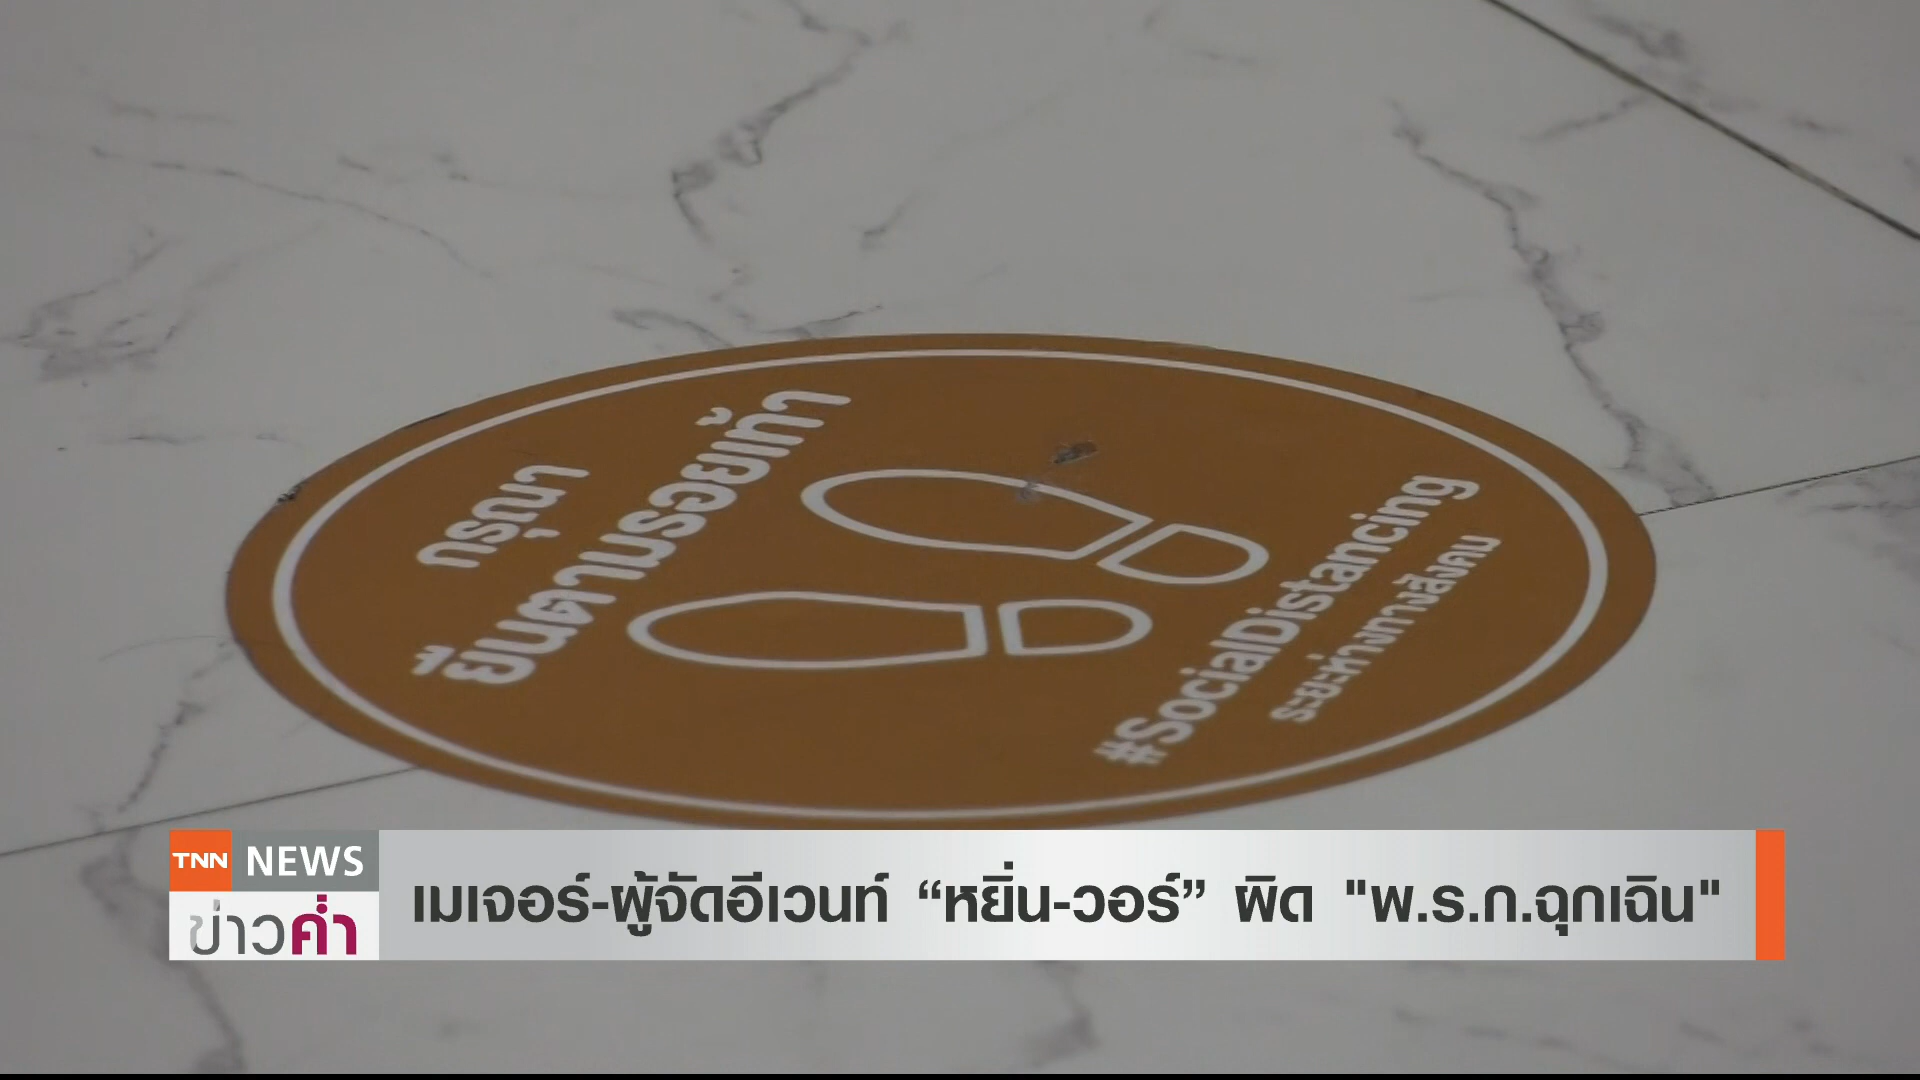 กรุณา
ยืนตามรอยเท้า
#SocialDistancing
ระยะห่างทางสังคม
TNN NEWS
ข่าวค่ำ
เมเจอร์-ผู้จัดอีเวนท์ “หยิ่น-วอร์” ผิด "พ.ร.ก.ฉุกเฉิน"